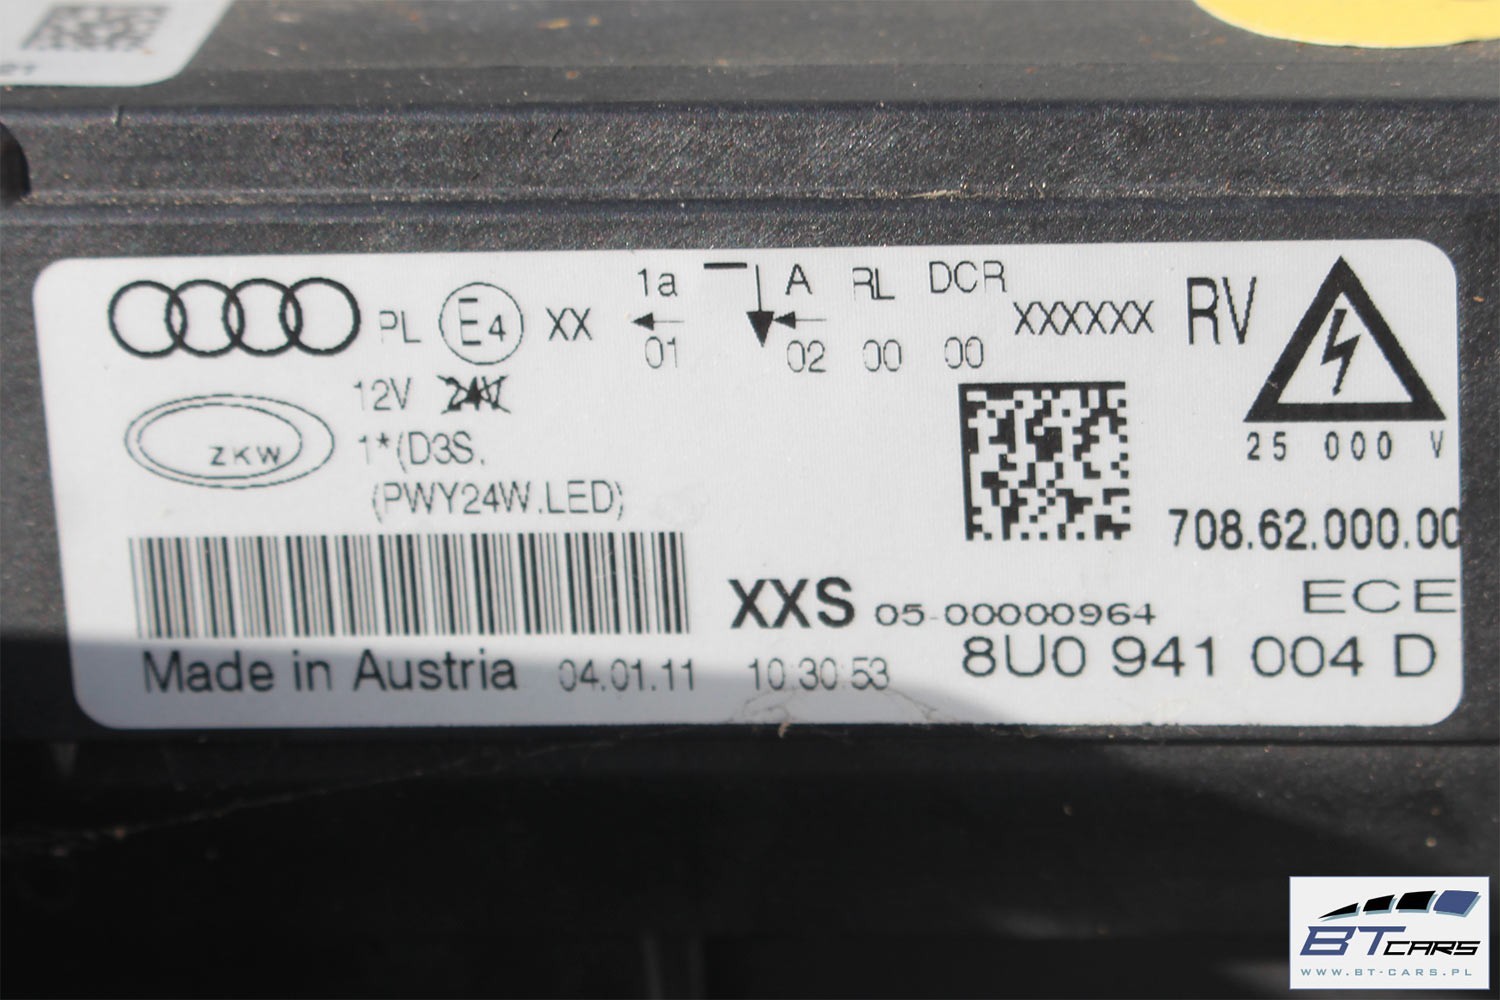 21
PL E4 XX
1a A RL DCR
01 02 00 00
XXXXXX RV
12V 24V
ZKW
1*(D3S.
(PWY24W.LED)
25 000 V
708.62.000.00
ECE
XXS 05-00000964
Made in Austria 04.01.11 10:30:53 8U0 941 004 D
BT CARS
WWW.BT-CARS.PL